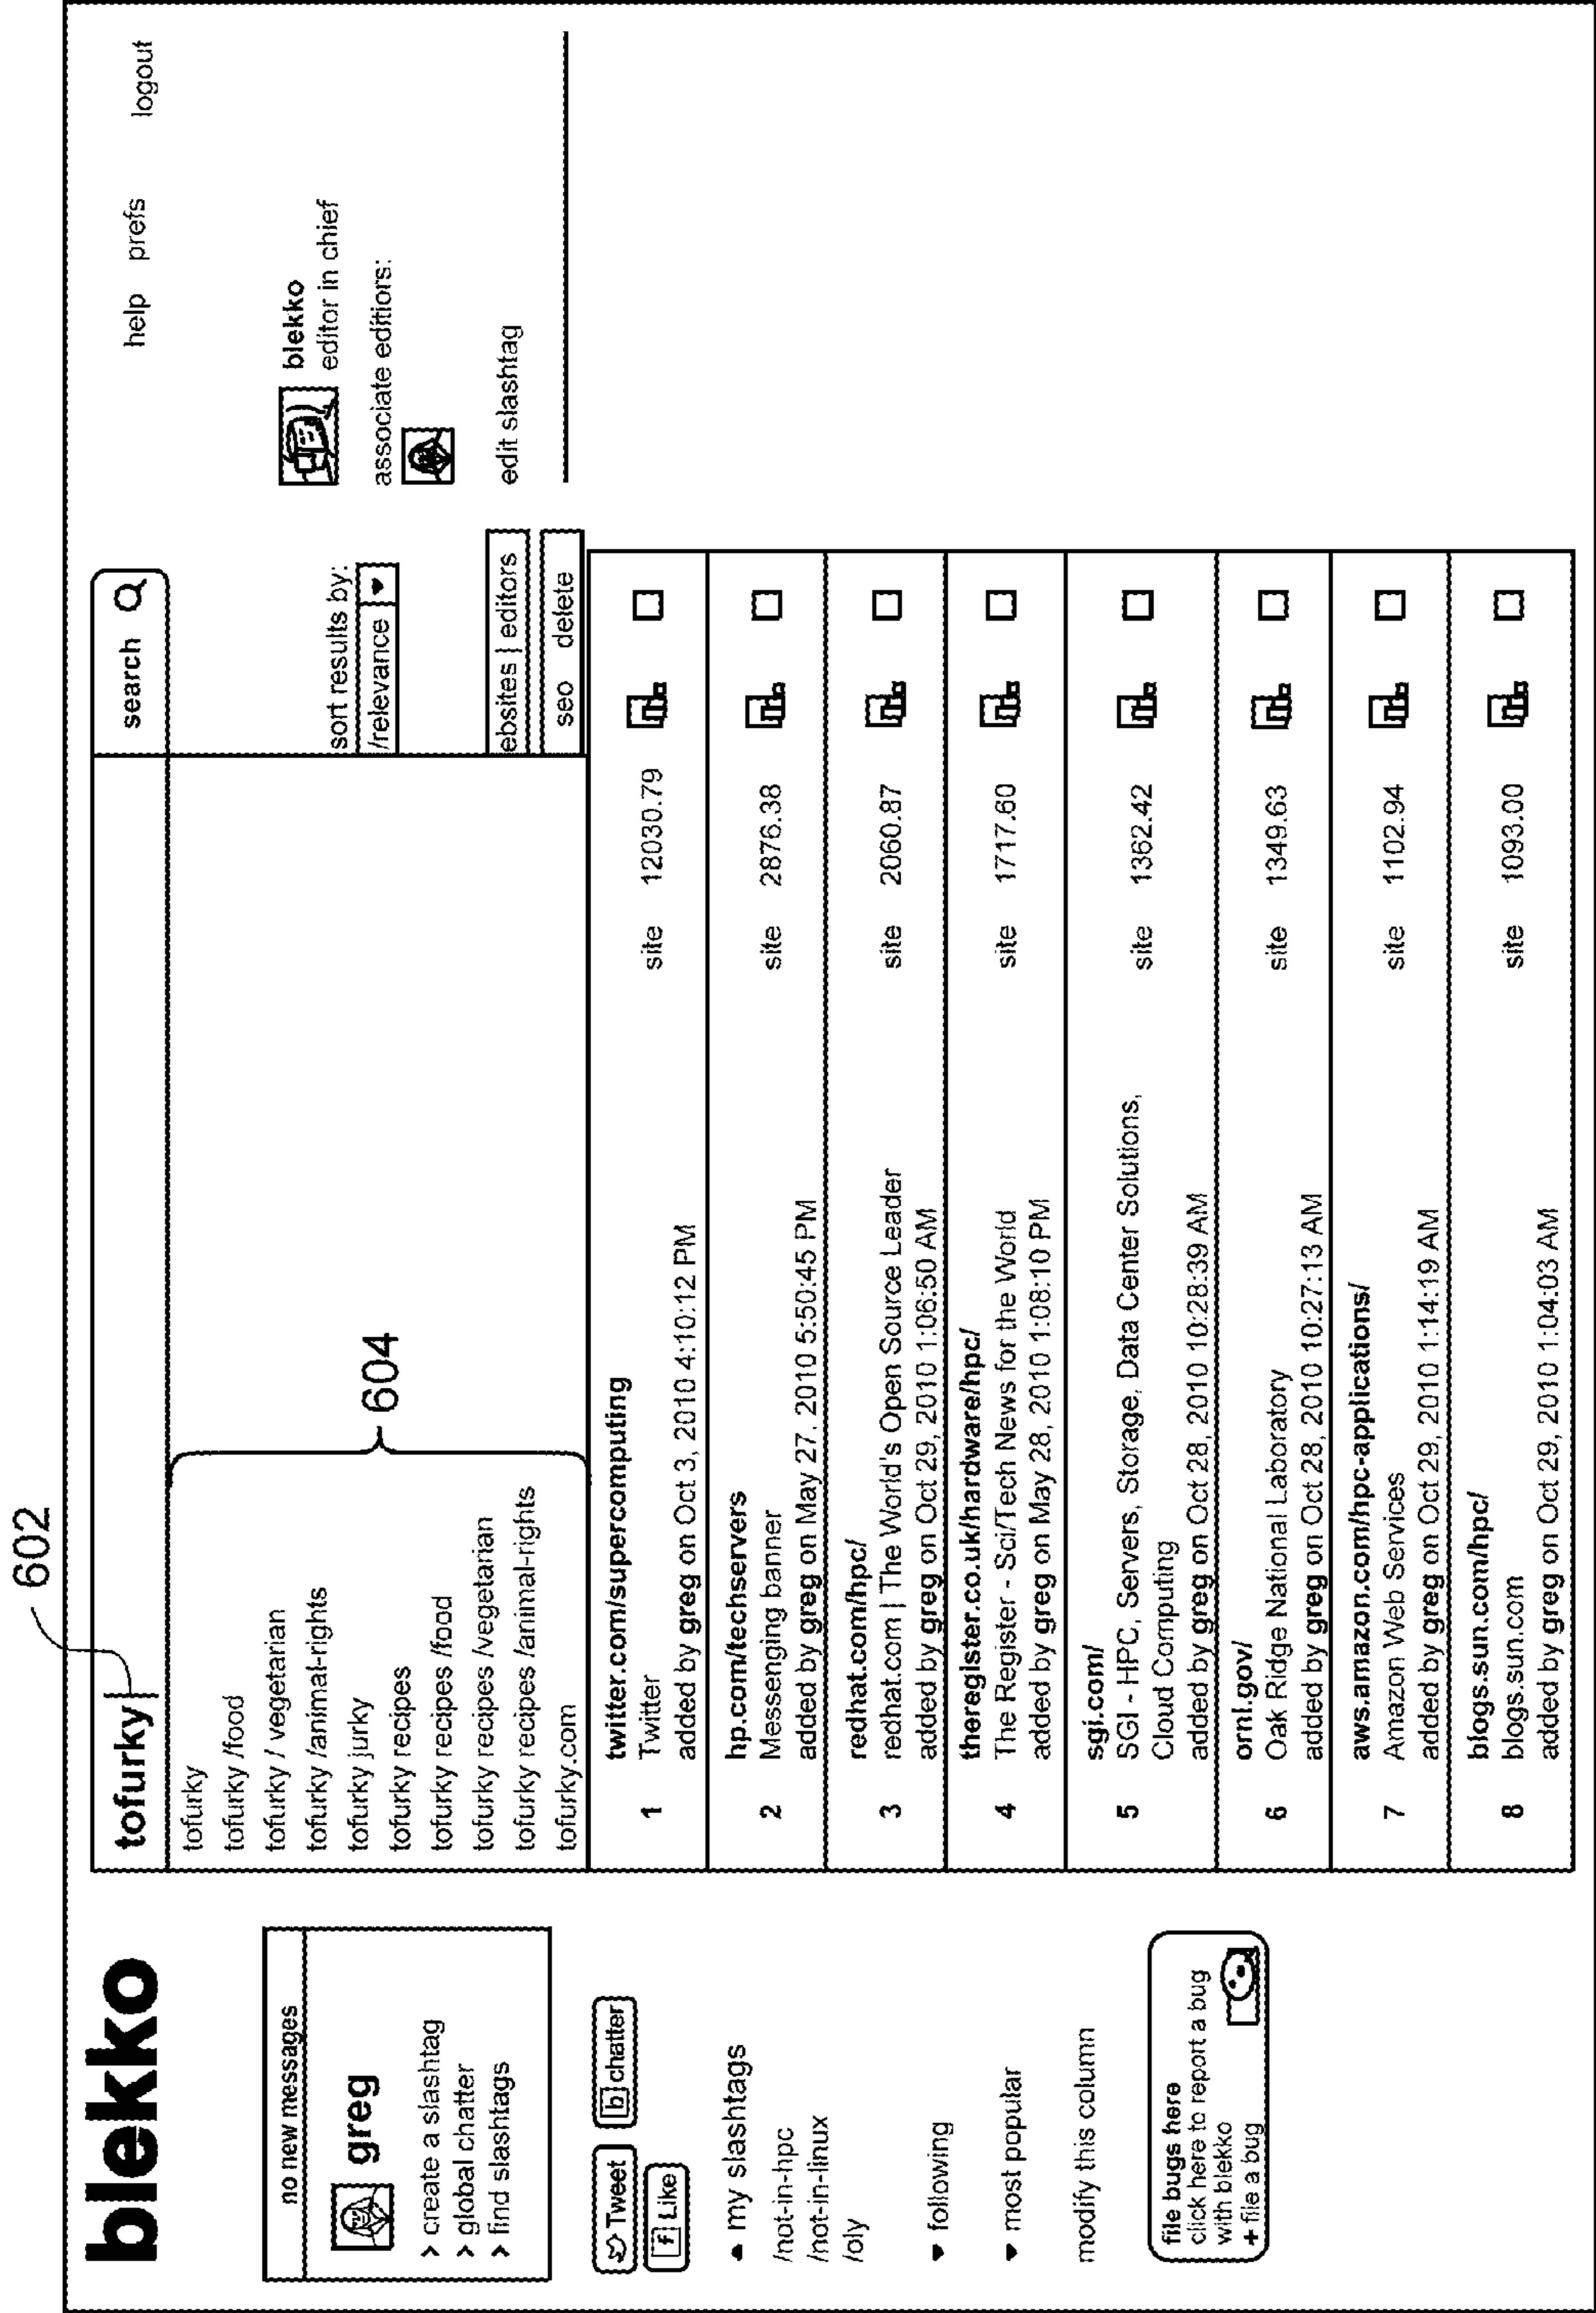 602
blekko
tofurky
search
help prefs logout
tofurky
tofurky /food
tofurky / vegetarian
tofurky /animal-rights
tofurky jurky
tofurky recipes
tofurky recipes /food
tofurky recipes /vegetarian
tofurky recipes /animal-rights
tofurky.com
604
sort results by:
/relevance
ebsites | editors
seo delete
blekko
editor in chief
associate editiors:
edit slashtag
no new messages
greg
> create a slashtag
> global chatter
> find slashtags
Tweet
b chatter
f Like
my slashtags
/not-in-hpc
/not-in-linux
/oly
following
most popular
modify this column
file bugs here
click here to report a bug
with blekko
+ file a bug
1 twitter.com/supercomputing
Twitter site 12030.79
added by greg on Oct 3, 2010 4:10:12 PM
2 hp.com/techservers
Messenging banner site 2876.38
added by greg on May 27, 2010 5:50:45 PM
3 redhat.com/hpc/
redhat.com | The World's Open Source Leader site 2060.87
added by greg on Oct 29, 2010 1:06:50 AM
4 theregister.co.uk/hardware/hpc/
The Register - Sci/Tech News for the World site 1717.60
added by greg on May 28, 2010 1:08:10 PM
5 sgi.com/
SGI - HPC, Servers, Storage, Data Center Solutions, site 1362.42
Cloud Computing
added by greg on Oct 28, 2010 10:28:39 AM
6 ornl.gov/
Oak Ridge National Laboratory site 1349.63
added by greg on Oct 28, 2010 10:27:13 AM
7 aws.amazon.com/hpc-applications/
Amazon Web Services site 1102.94
added by greg on Oct 29, 2010 1:14:19 AM
8 blogs.sun.com/hpc/
blogs.sun.com site 1093.00
added by greg on Oct 29, 2010 1:04:03 AM